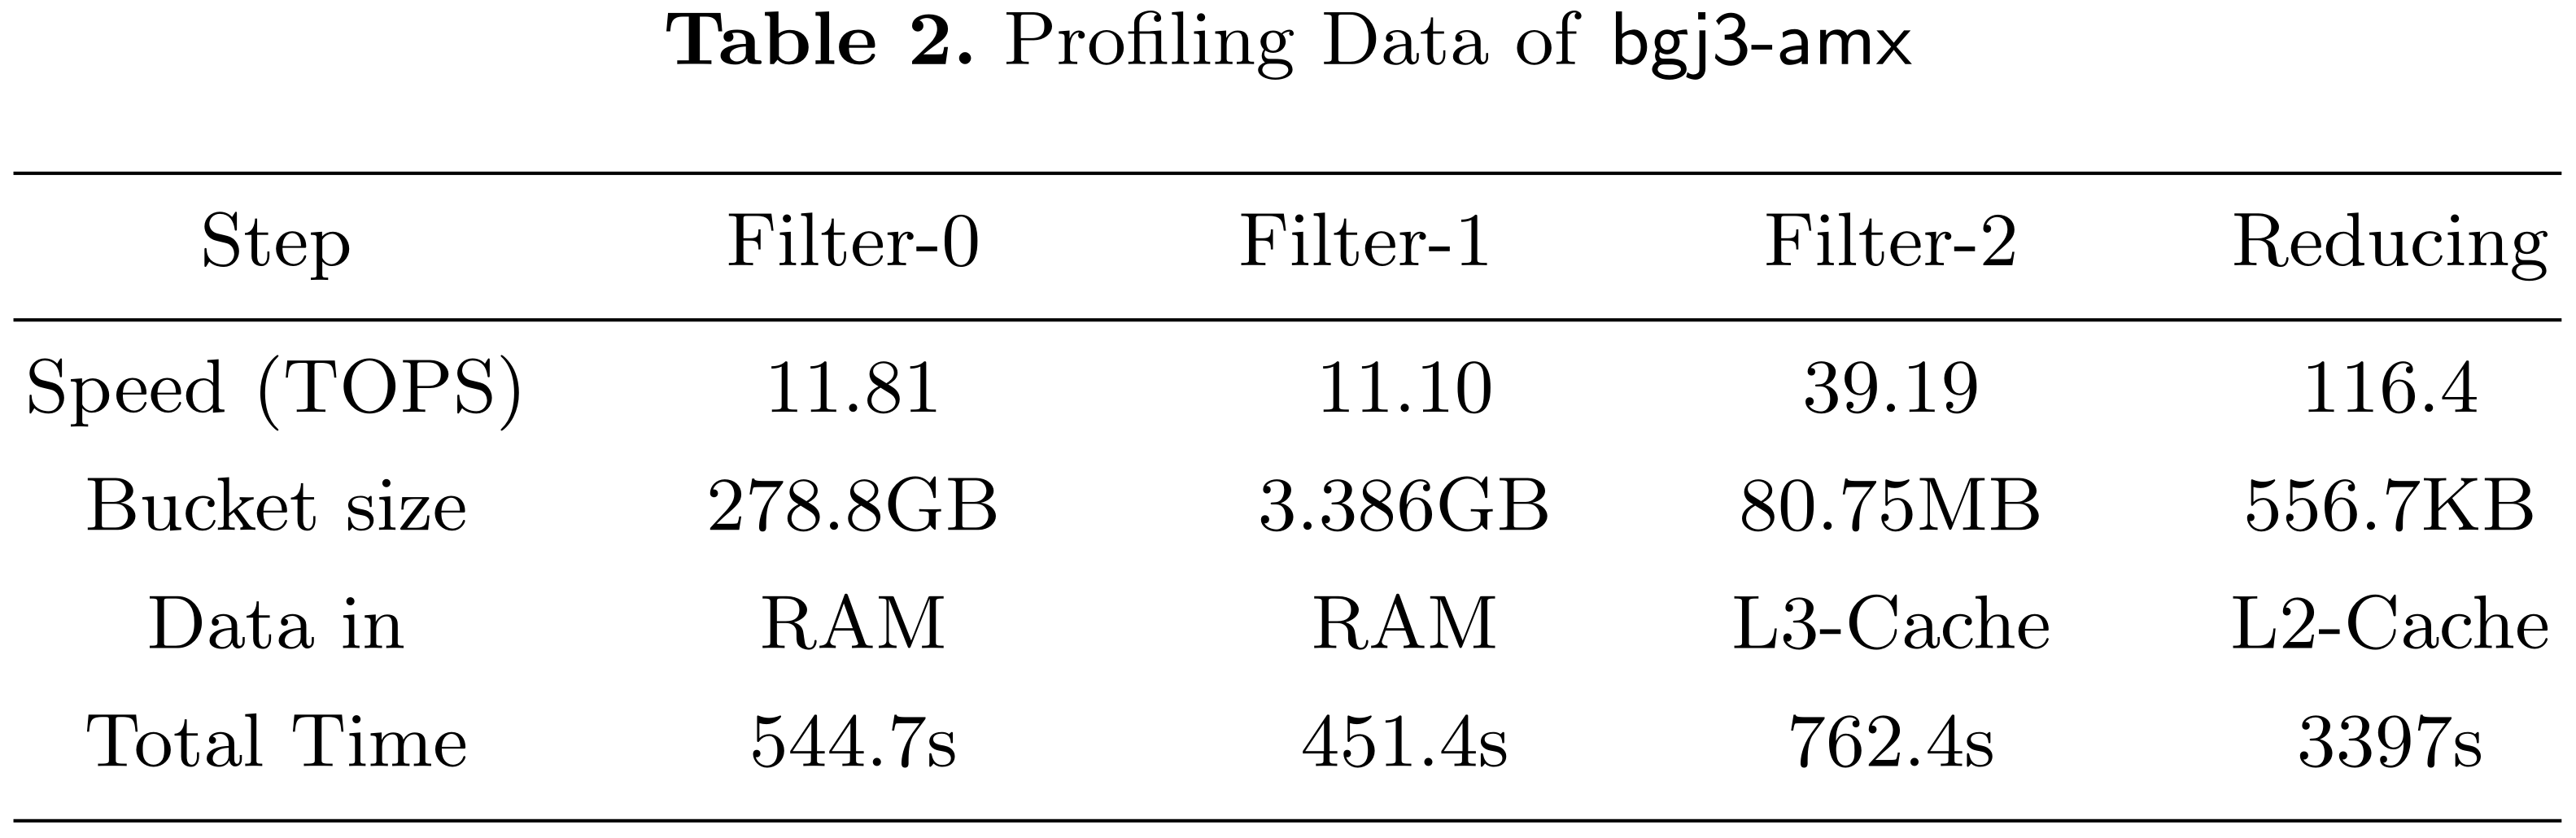 Table 2. Profiling Data of bgj3-amx
Step Filter-0 Filter-1 Filter-2 Reducing
Speed (TOPS) 11.81 11.10 39.19 116.4
Bucket size 278.8GB 3.386GB 80.75MB 556.7KB
Data in RAM RAM L3-Cache L2-Cache
Total Time 544.7s 451.4s 762.4s 3397s